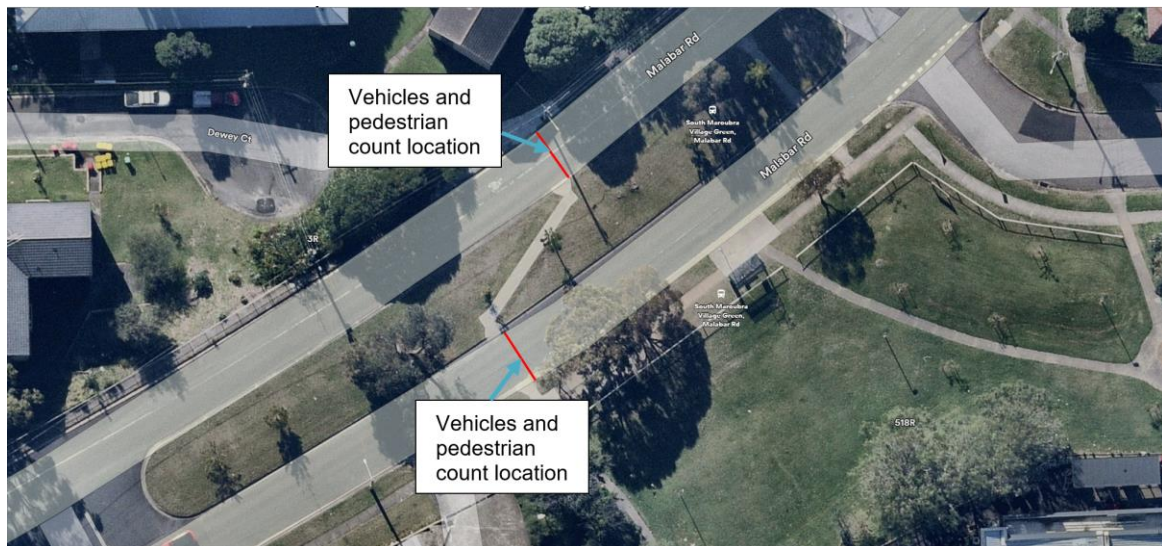 Malabar Rd
Vehicles and
pedestrian
count location
Dewey Ct
South Maroubra
Village Green,
Malabar Rd
Malabar Rd
3R
South Maroubra
Village Green,
Malabar Rd
Vehicles and
pedestrian
count location
518R